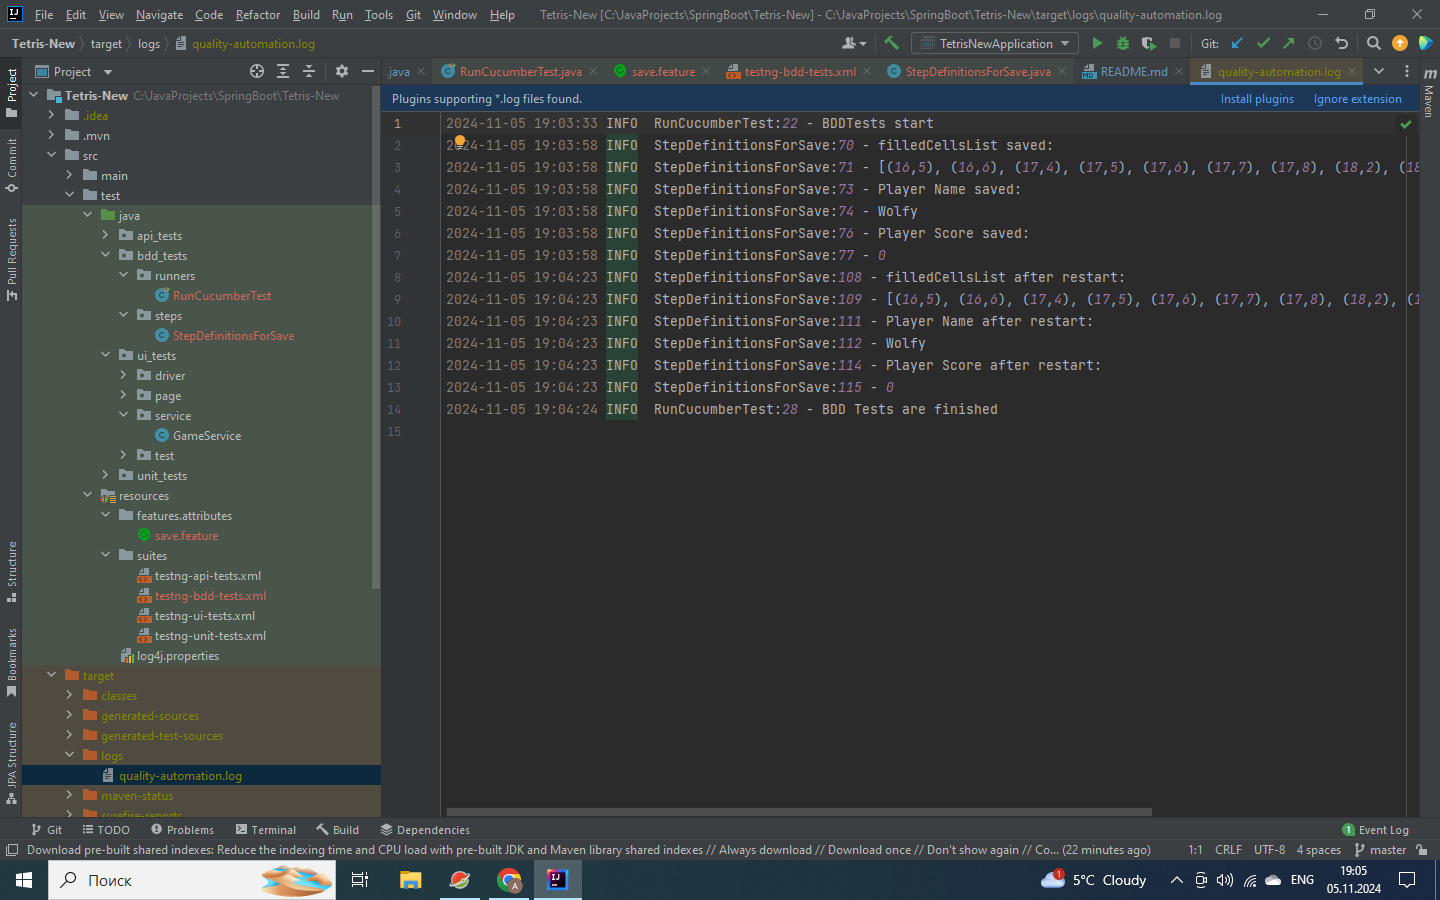 File Edit View Navigate Code Refactor Build Run Tools Git Window Help Tetris-New [C:\JavaProjects\SpringBoot\Tetris-New] - C:\JavaProjects\SpringBoot\Tetris-New\target\logs\quality-automation.log
Tetris-New target logs quality-automation.log TetrisNewApplication Git:
Project .java RunCucumberTest.java save.feature testng-bdd-tests.xml StepDefinitionsForSave.java README.md quality-automation.log
Plugins supporting *.log files found. Install plugins Ignore extension
Project
Commit
Pull Requests
Structure
Bookmarks
JPA Structure
Maven
Tetris-New C:\JavaProjects\SpringBoot\Tetris-New
.idea
.mvn
src
main
test
java
api_tests
bdd_tests
runners
RunCucumberTest
steps
StepDefinitionsForSave
ui_tests
driver
page
service
GameService
test
unit_tests
resources
features.attributes
save.feature
suites
testng-api-tests.xml
testng-bdd-tests.xml
testng-ui-tests.xml
testng-unit-tests.xml
log4j.properties
target
classes
generated-sources
generated-test-sources
logs
quality-automation.log
maven-status
surefire-reports
1 2024-11-05 19:03:33 INFO RunCucumberTest:22 - BDDTests start
2 2024-11-05 19:03:58 INFO StepDefinitionsForSave:70 - filledCellsList saved:
3 2024-11-05 19:03:58 INFO StepDefinitionsForSave:71 - [(16,5), (16,6), (17,4), (17,5), (17,6), (17,7), (17,8), (18,2), (18
4 2024-11-05 19:03:58 INFO StepDefinitionsForSave:73 - Player Name saved:
5 2024-11-05 19:03:58 INFO StepDefinitionsForSave:74 - Wolfy
6 2024-11-05 19:03:58 INFO StepDefinitionsForSave:76 - Player Score saved:
7 2024-11-05 19:03:58 INFO StepDefinitionsForSave:77 - 0
8 2024-11-05 19:04:23 INFO StepDefinitionsForSave:108 - filledCellsList after restart:
9 2024-11-05 19:04:23 INFO StepDefinitionsForSave:109 - [(16,5), (16,6), (17,4), (17,5), (17,6), (17,7), (17,8), (18,2), (1
10 2024-11-05 19:04:23 INFO StepDefinitionsForSave:111 - Player Name after restart:
11 2024-11-05 19:04:23 INFO StepDefinitionsForSave:112 - Wolfy
12 2024-11-05 19:04:23 INFO StepDefinitionsForSave:114 - Player Score after restart:
13 2024-11-05 19:04:23 INFO StepDefinitionsForSave:115 - 0
14 2024-11-05 19:04:24 INFO RunCucumberTest:28 - BDD Tests are finished
15
Git TODO Problems Terminal Build Dependencies 1 Event Log
Download pre-built shared indexes: Reduce the indexing time and CPU load with pre-built JDK and Maven library shared indexes // Always download // Download once // Don't show again // Co... (22 minutes ago) 1:1 CRLF UTF-8 4 spaces master
Поиск 1 5°C Cloudy ENG 19:05
05.11.2024